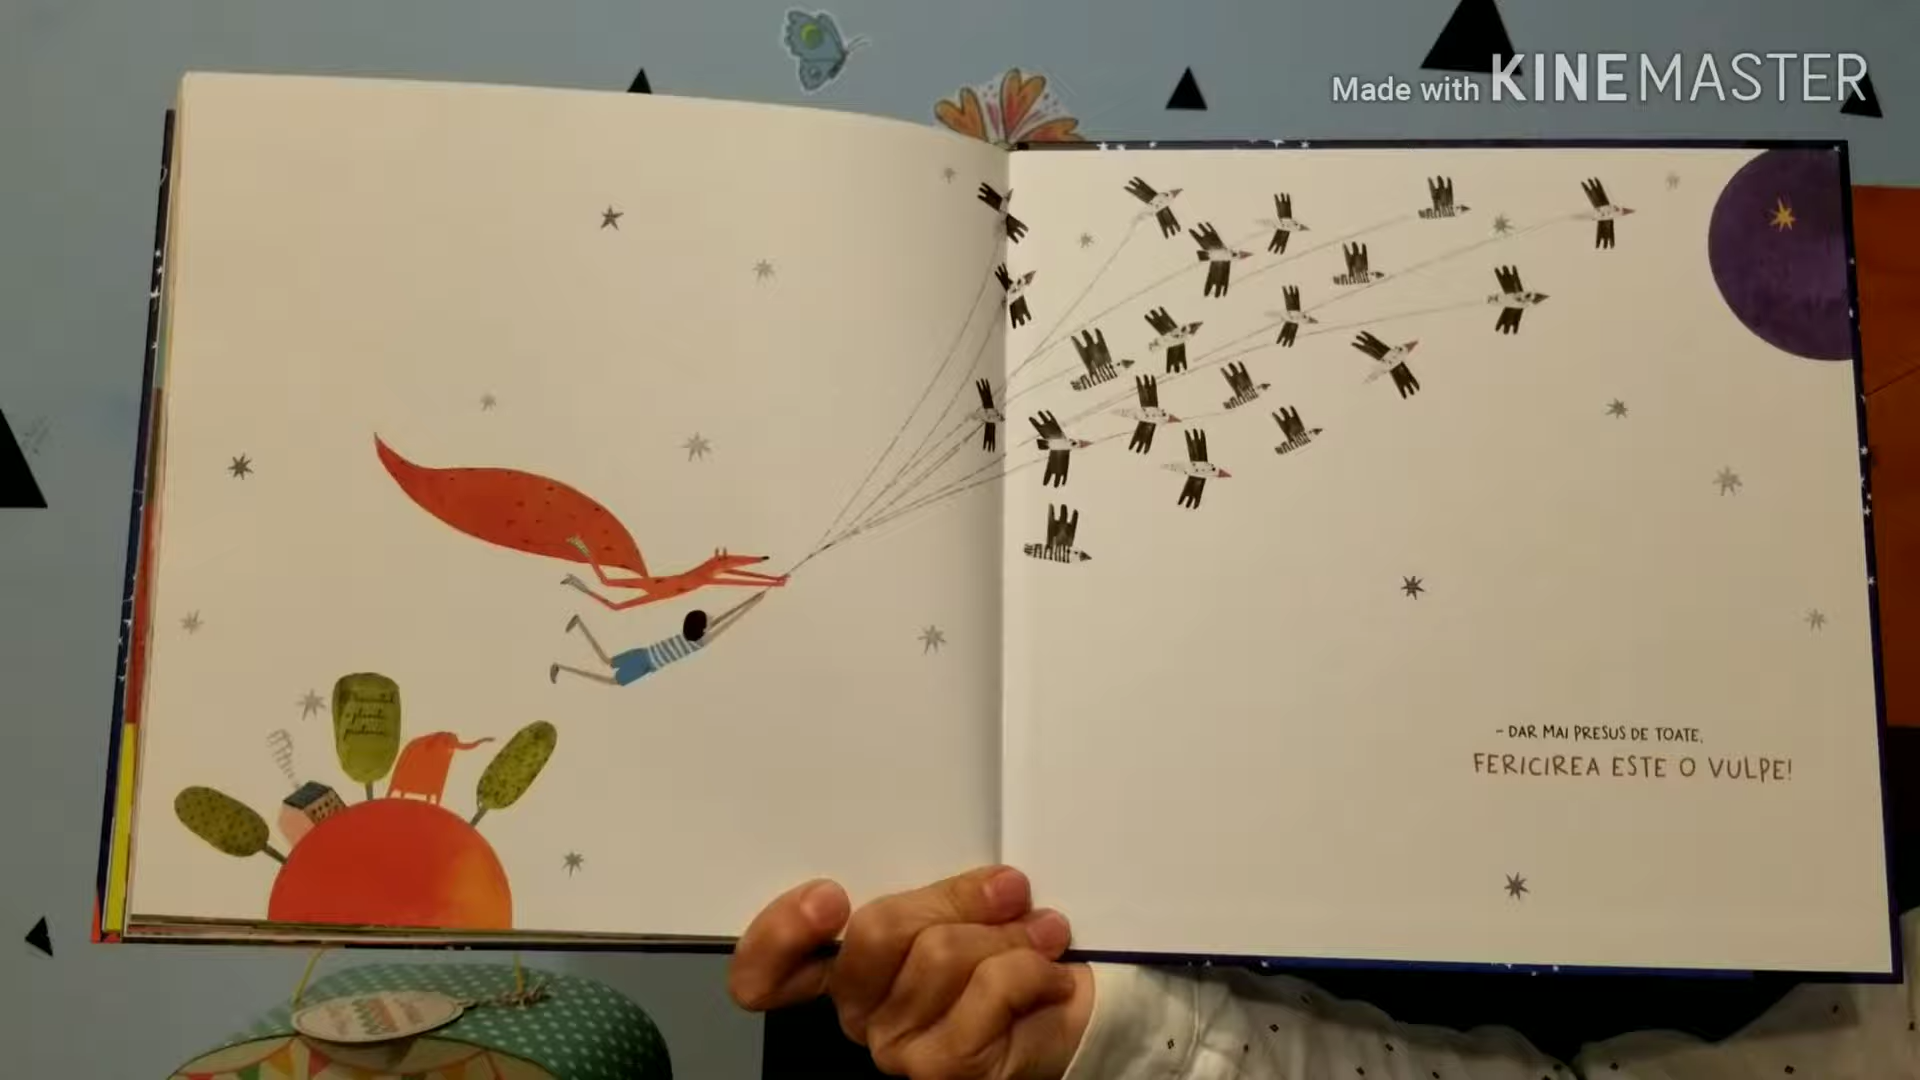 Made with KINEMASTER
- DAR MAI PRESUS DE TOATE,
FERICIREA ESTE O VULPE!